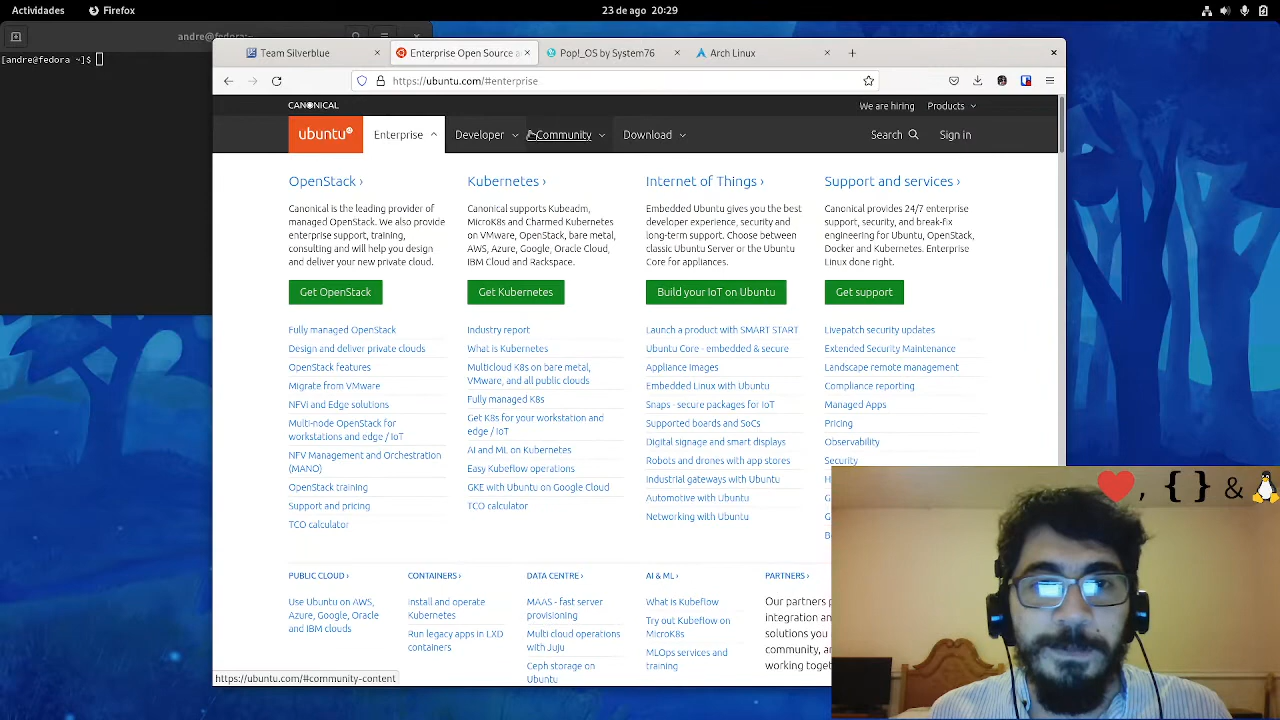 Actividades
Firefox
23 de ago 20:29
andre@fedora:~
[andre@fedora ~]$
Team Silverblue
Enterprise Open Source a
Pop!_OS by System76
Arch Linux
https://ubuntu.com/#enterprise
CANONICAL
We are hiring
Products
ubuntu
Enterprise
Developer
Community
Download
Search
Sign in
OpenStack ›
Canonical is the leading provider of
managed OpenStack. We also provide
enterprise support, training,
consulting and will help you design
and deliver your new private cloud.
Get OpenStack
Fully managed OpenStack
Design and deliver private clouds
OpenStack features
Migrate from VMware
NFVI and Edge solutions
Multi-node OpenStack for
workstations and edge / IoT
NFV Management and Orchestration
(MANO)
OpenStack training
Support and pricing
TCO calculator
Kubernetes ›
Canonical supports Kubeadm,
MicroK8s and Charmed Kubernetes
on VMware, OpenStack, bare metal,
AWS, Azure, Google, Oracle Cloud,
IBM Cloud and Rackspace.
Get Kubernetes
Industry report
What is Kubernetes
Multicloud K8s on bare metal,
VMware, and all public clouds
Fully managed K8s
Get K8s for your workstation and
edge / IoT
AI and ML on Kubernetes
Easy Kubeflow operations
GKE with Ubuntu on Google Cloud
TCO calculator
Internet of Things ›
Embedded Ubuntu gives you the best
developer experience, security and
long-term support. Choose between
classic Ubuntu Server or the Ubuntu
Core for appliances.
Build your IoT on Ubuntu
Launch a product with SMART START
Ubuntu Core - embedded & secure
Appliance images
Embedded Linux with Ubuntu
Snaps - secure packages for IoT
Supported boards and SoCs
Digital signage and smart displays
Robots and drones with app stores
Industrial gateways with Ubuntu
Automotive with Ubuntu
Networking with Ubuntu
Support and services ›
Canonical provides 24/7 enterprise
support, security, and break-fix
engineering for Ubuntu, OpenStack,
Docker and Kubernetes. Enterprise
Linux done right.
Get support
Livepatch security updates
Extended Security Maintenance
Landscape remote management
Compliance reporting
Managed Apps
Pricing
Observability
Security
PUBLIC CLOUD ›
Use Ubuntu on AWS,
Azure, Google, Oracle
and IBM clouds
CONTAINERS ›
Install and operate
Kubernetes
Run legacy apps in LXD
containers
DATA CENTRE ›
MAAS - fast server
provisioning
Multi cloud operations
with Juju
Ceph storage on
Ubuntu
AI & ML ›
What is Kubeflow
Try out Kubeflow on
MicroK8s
MLOps services and
training
PARTNERS ›
Our partners p
integration and
solutions you
community, an
working togeth
https://ubuntu.com/#community-content
, { } &